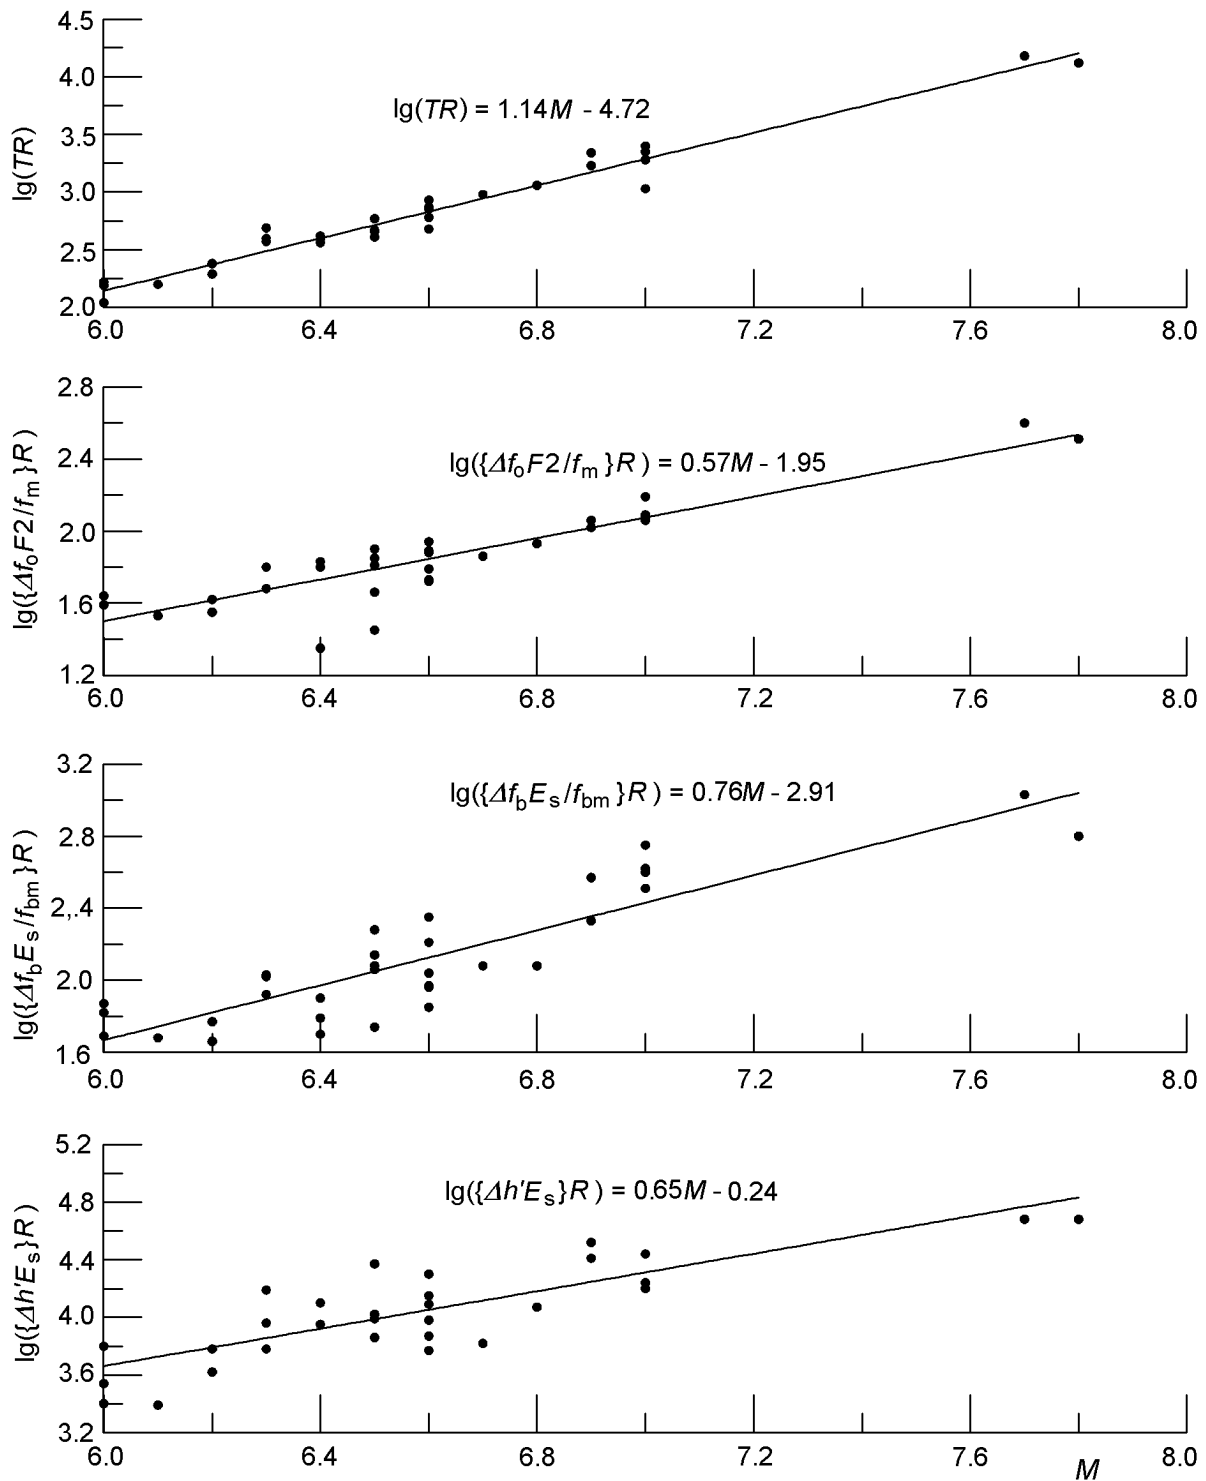 4.5
4.0
3.5
3.0
2.5
2.0
lg(TR)
lg(TR) = 1.14M - 4.72
6.0 6.4 6.8 7.2 7.6 8.0
2.8
2.4
2.0
1.6
1.2
lg({Δf₀F2/fₘ}R)
lg({Δf₀F2/fₘ}R) = 0.57M - 1.95
6.0 6.4 6.8 7.2 7.6 8.0
3.2
2.8
2.4
2.0
1.6
lg({Δf_bE_s/f_bm}R)
lg({Δf_bE_s/f_bm}R) = 0.76M - 2.91
6.0 6.4 6.8 7.2 7.6 8.0
5.2
4.8
4.4
4.0
3.6
3.2
lg({Δh'E_s}R)
lg({Δh'E_s}R) = 0.65M - 0.24
6.0 6.4 6.8 7.2 7.6 8.0
M